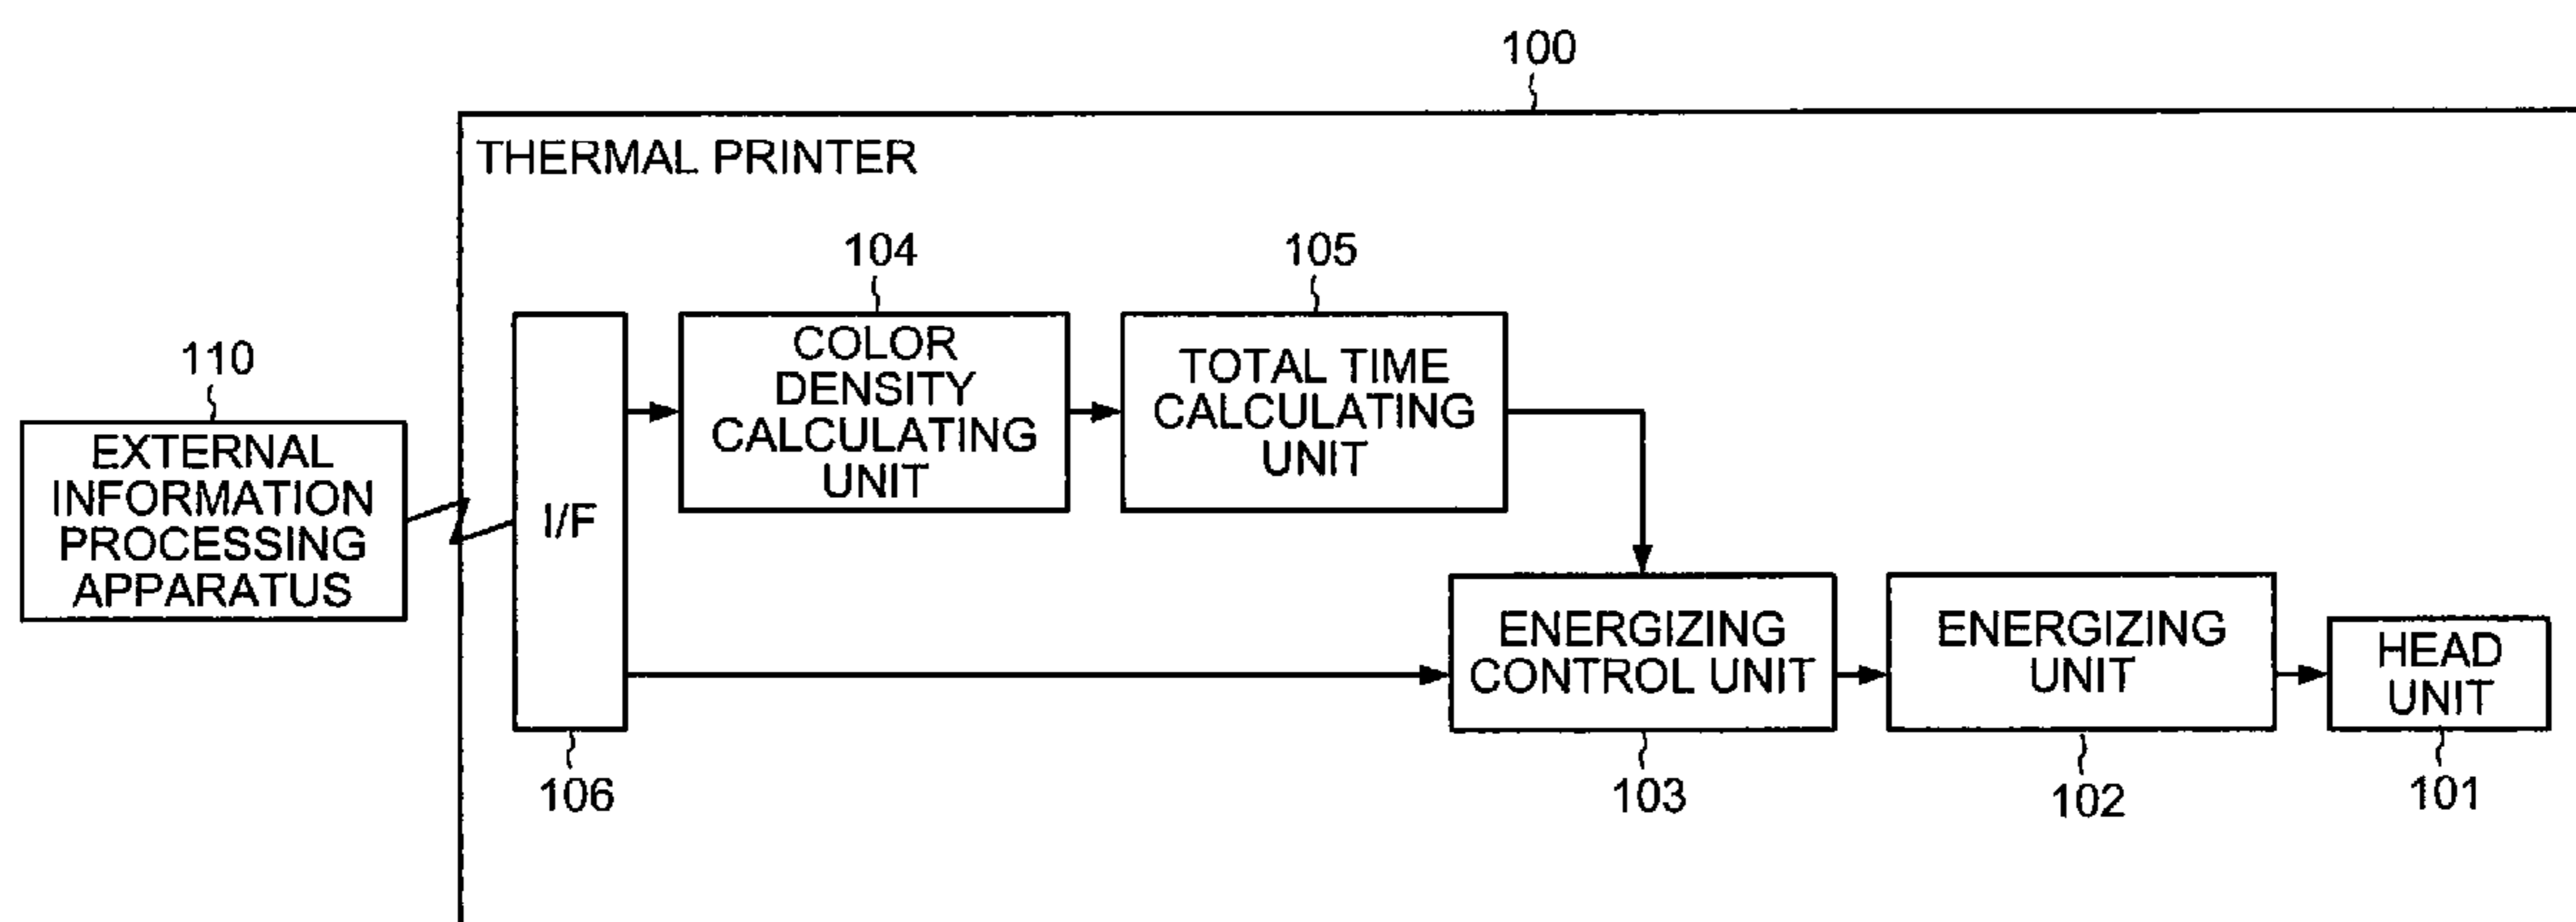 100
THERMAL PRINTER
104
105
110
COLOR
DENSITY
CALCULATING
UNIT
TOTAL TIME
CALCULATING
UNIT
EXTERNAL
INFORMATION
PROCESSING
APPARATUS
I/F
ENERGIZING
CONTROL UNIT
ENERGIZING
UNIT
HEAD
UNIT
106
103
102
101